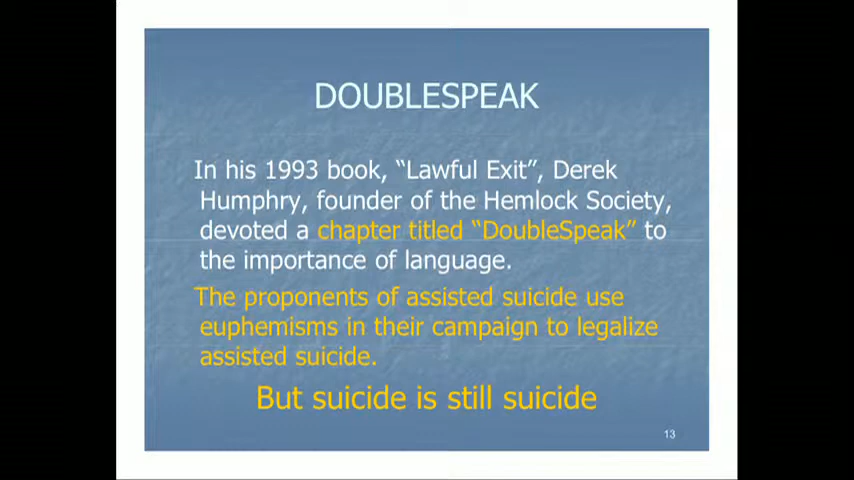 DOUBLESPEAK
In his 1993 book, “Lawful Exit”, Derek
Humphry, founder of the Hemlock Society,
devoted a chapter titled “DoubleSpeak” to
the importance of language.
The proponents of assisted suicide use
euphemisms in their campaign to legalize
assisted suicide.
But suicide is still suicide
13